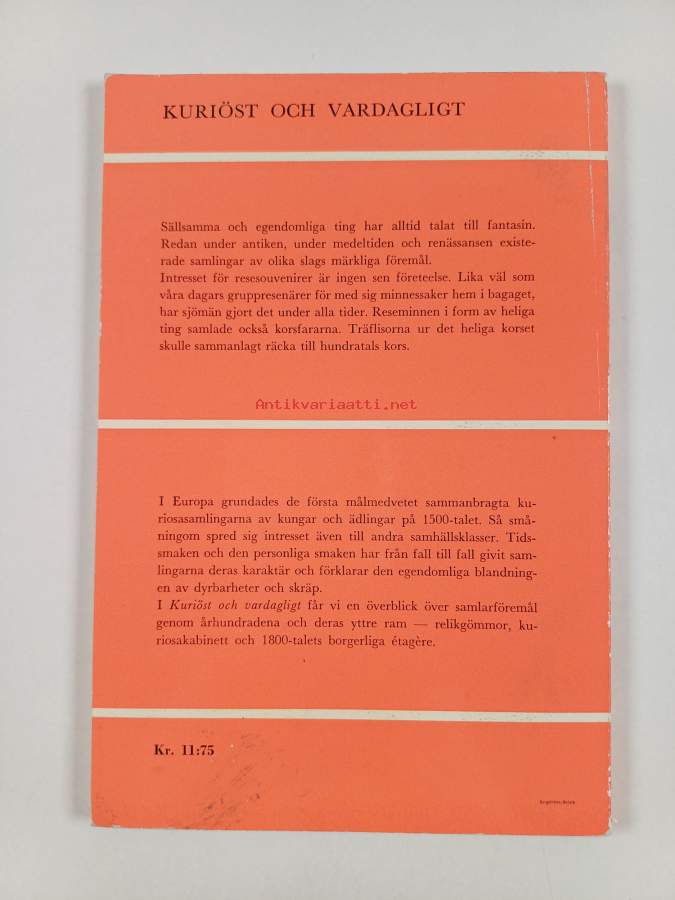 KURIÖST OCH VARDAGLIGT
Sällsamma och egendomliga ting har alltid talat till fantasin.
Redan under antiken, under medeltiden och renässansen existe-
rade samlingar av olika slags märkliga föremål.
Intresset för resesouvenirer är ingen sen företeelse. Lika väl som
våra dagars gruppresenärer för med sig minnessaker hem i bagaget,
har sjömän gjort det under alla tider. Reseminnen i form av heliga
ting samlade också korsfararna. Träflisorna ur det heliga korset
skulle sammanlagt räcka till hundratals kors.
Antikvariaatti.net
I Europa grundades de första målmedvetet sammanbragta ku-
riosasamlingarna av kungar och ädlingar på 1500-talet. Så små-
ningom spred sig intresset även till andra samhällsklasser. Tids-
smaken och den personliga smaken har från fall till fall givit sam-
lingarna deras karaktär och förklarar den egendomliga blandning-
en av dyrbarheter och skräp.
I Kuriöst och vardagligt får vi en överblick över samlarföremål
genom århundradena och deras yttre ram — relikgömmor, ku-
riosakabinett och 1800-talets borgerliga étagère.
Kr. 11:75